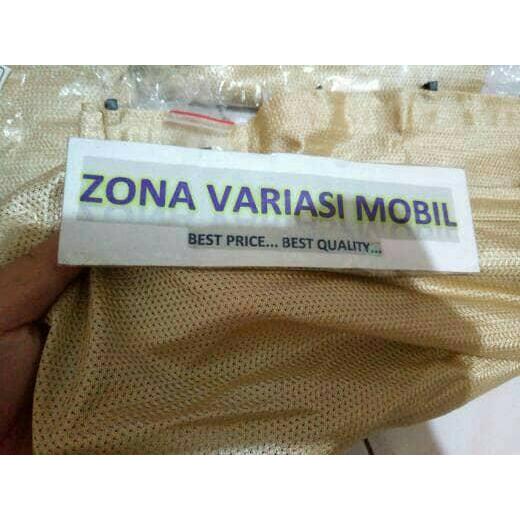 ZONA VARIASI MOBIL
BEST PRICE... BEST QUALITY...